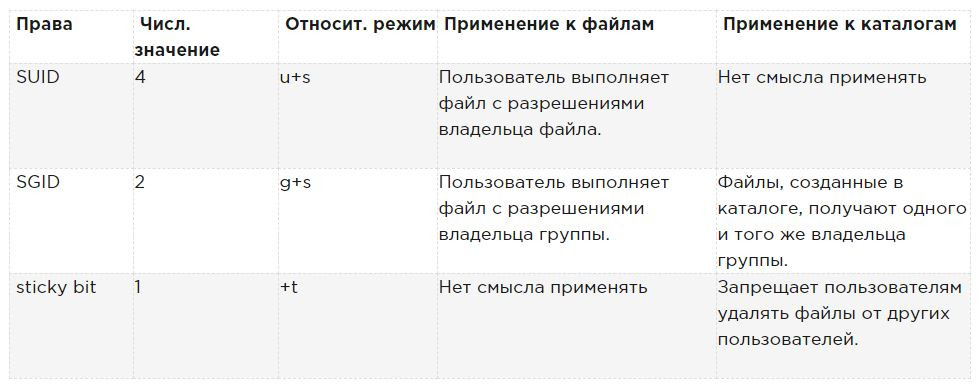 Права
Числ.
значение
Относит. режим
Применение к файлам
Применение к каталогам
SUID
4
u+s
Пользователь выполняет
файл с разрешениями
владельца файла.
Нет смысла применять
SGID
2
g+s
Пользователь выполняет
файл с разрешениями
владельца группы.
Файлы, созданные в
каталоге, получают одного
и того же владельца
группы.
sticky bit
1
+t
Нет смысла применять
Запрещает пользователям
удалять файлы от других
пользователей.